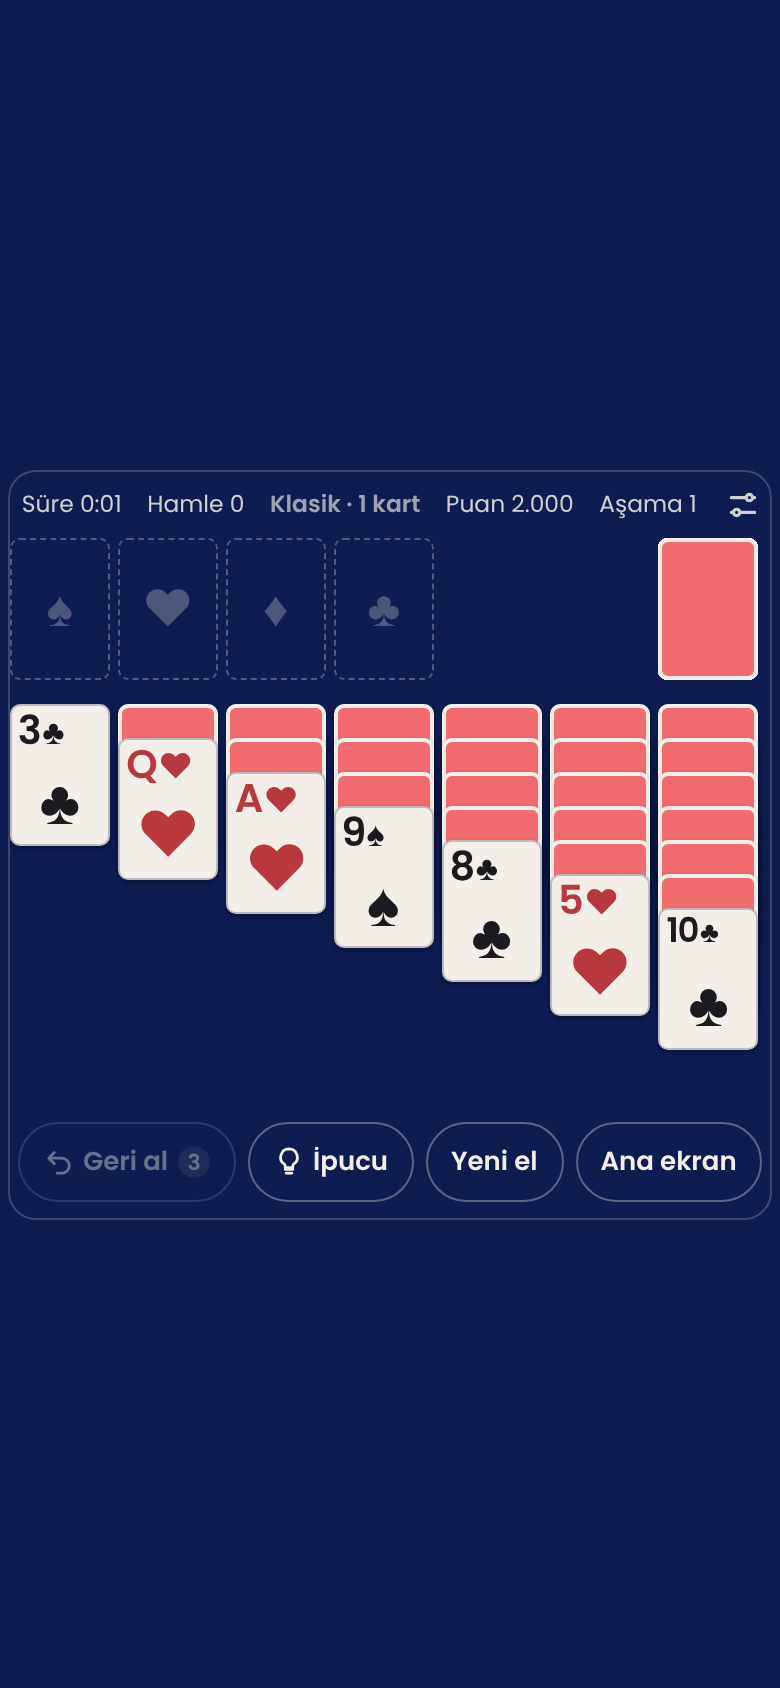 Süre 0:01 Hamle 0 Klasik · 1 kart Puan 2.000 Aşama 1
♠ ♥ ♦ ♣
3♣
Q♥
A♥
9♠
8♣
5♥
10♣
Geri al 3 İpucu Yeni el Ana ekran